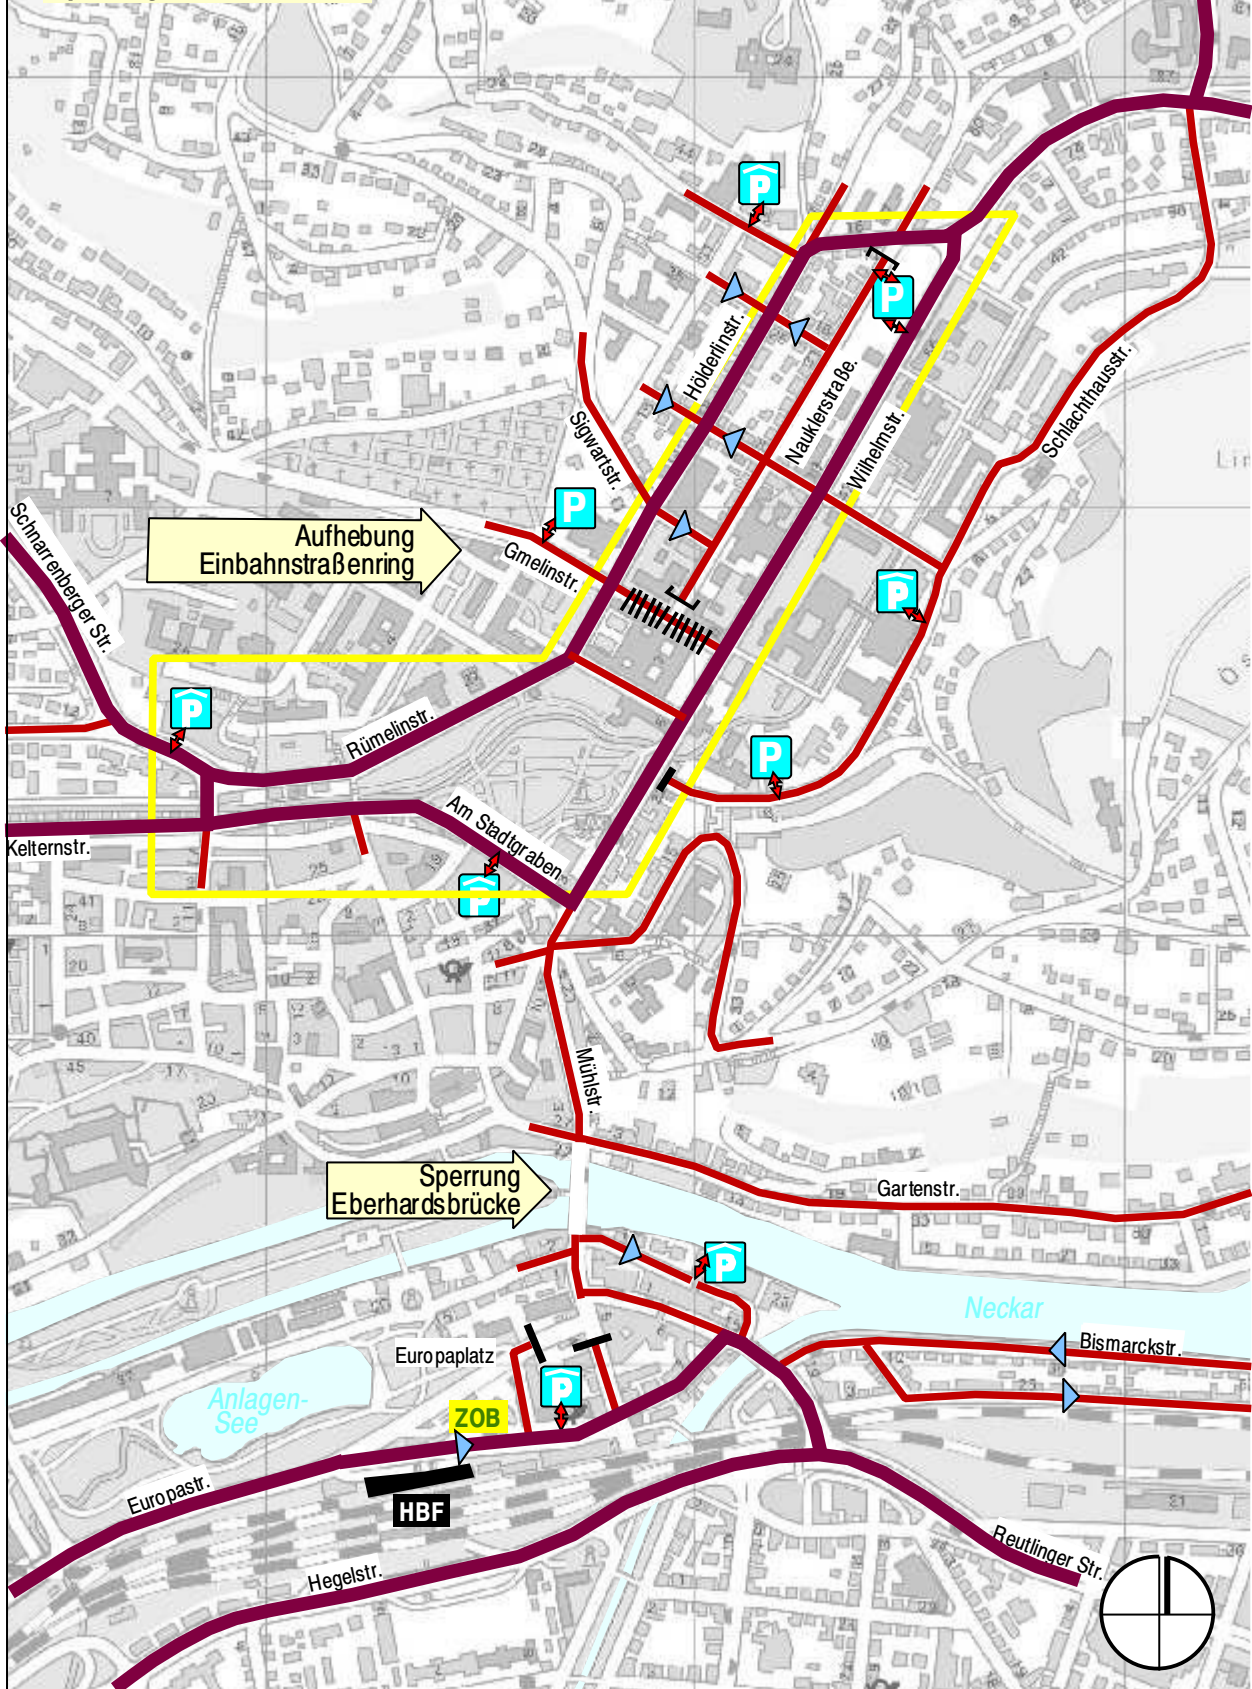 P
P
Hölderlinstr.
Nauklerstraße.
Wilhelmstr.
Schlachthausstr.
Sigwartstr.
P
Gmelinstr.
Schnarrenberger Str.
Aufhebung
Einbahnstraßenring
P
P
Rümelinstr.
P
Am Stadtgraben
Kelternstr.
P
Mühlstr.
Sperrung
Eberhardsbrücke
Gartenstr.
P
Neckar
Bismarckstr.
Europaplatz
P
Anlagen-
See
ZOB
Europastr.
HBF
Reutlinger Str.
Hegelstr.